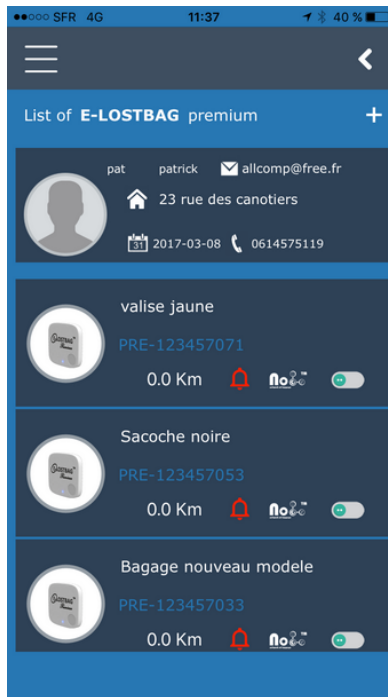 SFR 4G 11:37 40 %
List of E-LOSTBAG premium +
pat patrick allcomp@free.fr
23 rue des canotiers
31 2017-03-08 0614575119
valise jaune
PRE-123457071
0.0 Km
Sacoche noire
PRE-123457053
0.0 Km
Bagage nouveau modele
PRE-123457033
0.0 Km